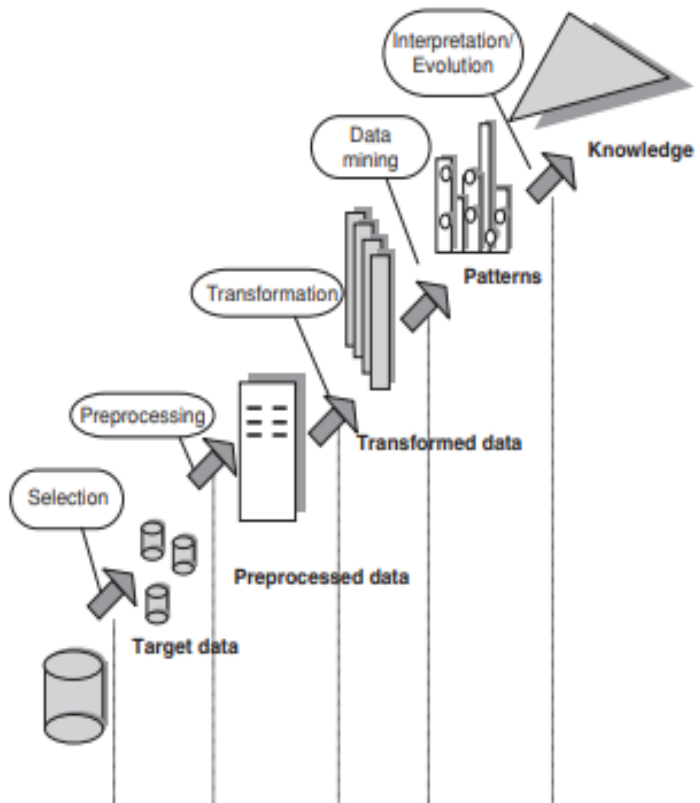 Interpretation/
Evolution
Knowledge
Data
mining
Patterns
Transformation
Transformed data
Preprocessing
Preprocessed data
Selection
Target data